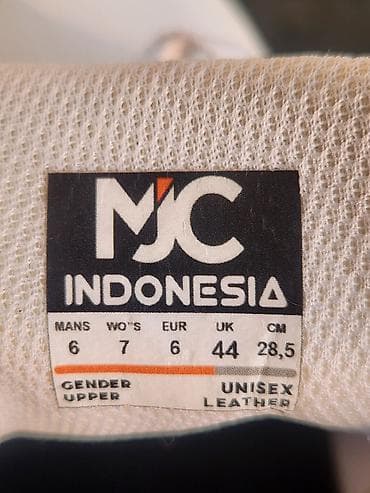 MJC
INDONESIA
MANS WO"S EUR UK CM
6 7 6 44 28,5
GENDER UNISEX
UPPER LEATHER